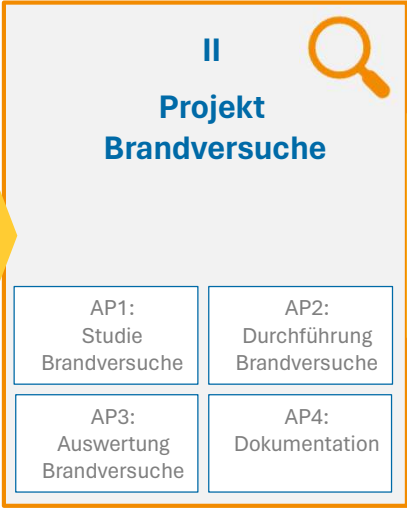 II
Projekt
Brandversuche
AP1:
Studie
Brandversuche
AP2:
Durchführung
Brandversuche
AP3:
Auswertung
Brandversuche
AP4:
Dokumentation